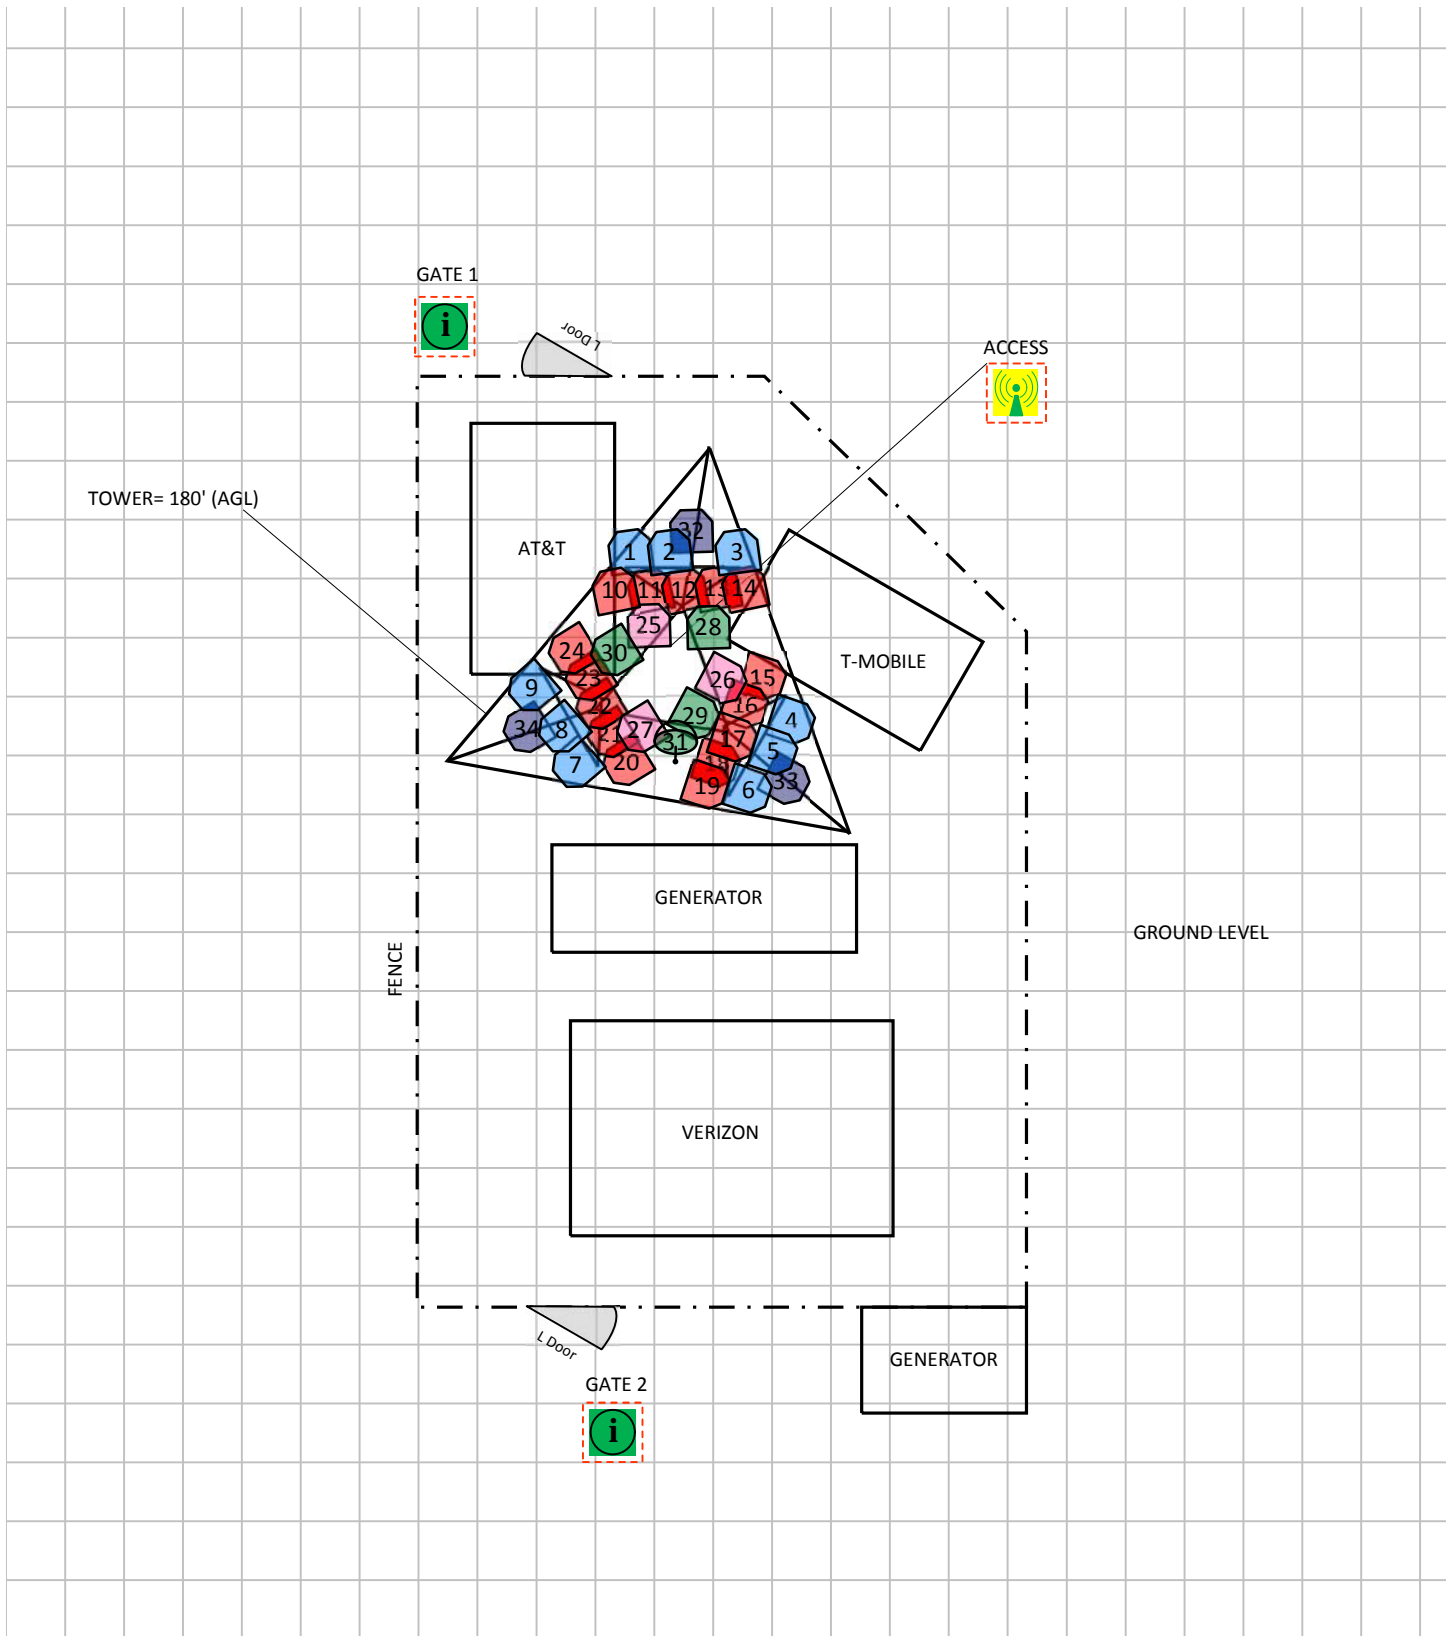 GATE 1
i
L Door
ACCESS
TOWER= 180' (AGL)
AT&T
32
1
2
3
10
11
12
13
14
25
28
24
30
T-MOBILE
9
23
26
15
22
16
34
8
21
27
31
29
17
4
5
7
20
18
19
6
33
GENERATOR
FENCE
GROUND LEVEL
VERIZON
L Door
GENERATOR
GATE 2
i